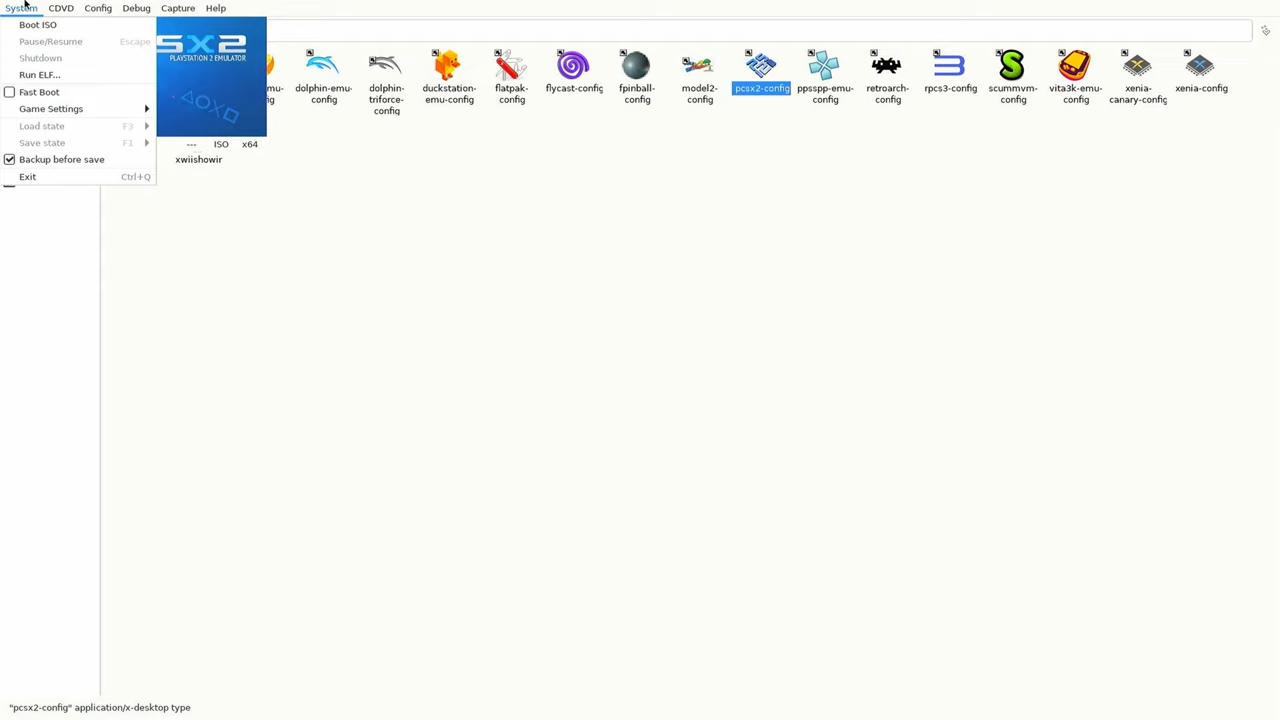 System CDVD Config Debug Capture Help
Boot ISO
Pause/Resume Escape
Shutdown
Run ELF...
Fast Boot
Game Settings
Load state F3
Save state F1
Backup before save
Exit Ctrl+Q
SX2
PLAYSTATION 2 EMULATOR
--- ISO x64
xwiishowir
dolphin-emu-
config
dolphin-
triforce-
config
duckstation-
emu-config
flatpak-
config
flycast-config
fpinball-
config
model2-
config
pcsx2-config
ppsspp-emu-
config
retroarch-
config
rpcs3-config
scummvm-
config
vita3k-emu-
config
xenia-
canary-config
xenia-config
"pcsx2-config" application/x-desktop type